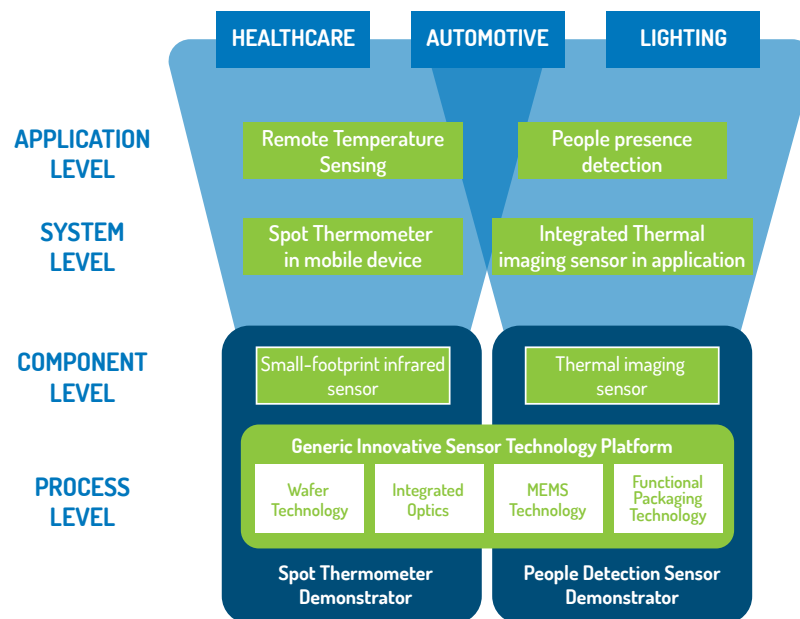 HEALTHCARE
AUTOMOTIVE
LIGHTING
APPLICATION
LEVEL
Remote Temperature
Sensing
People presence
detection
SYSTEM
LEVEL
Spot Thermometer
in mobile device
Integrated Thermal
imaging sensor in application
COMPONENT
LEVEL
Small-footprint infrared
sensor
Thermal imaging
sensor
PROCESS
LEVEL
Generic Innovative Sensor Technology Platform
Wafer
Technology
Integrated
Optics
MEMS
Technology
Functional
Packaging
Technology
Spot Thermometer
Demonstrator
People Detection Sensor
Demonstrator